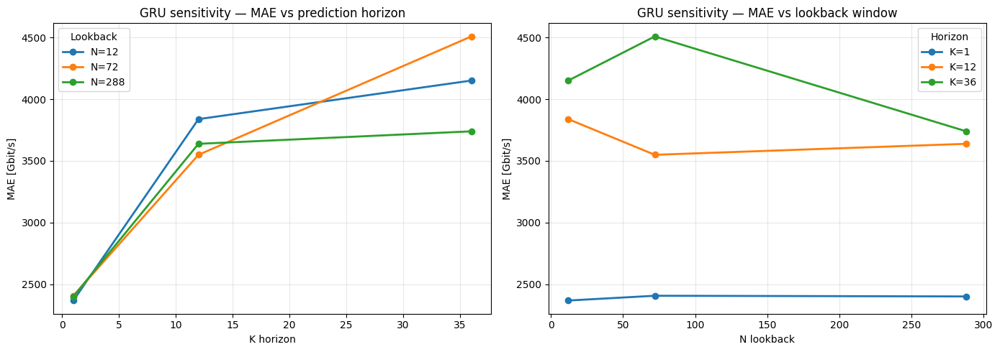 GRU sensitivity — MAE vs prediction horizon
MAE [Gbit/s]
4500
4000
3500
3000
2500
Lookback
N=12
N=72
N=288
0 5 10 15 20 25 30 35
K horizon
GRU sensitivity — MAE vs lookback window
MAE [Gbit/s]
4500
4000
3500
3000
2500
Horizon
K=1
K=12
K=36
0 50 100 150 200 250 300
N lookback